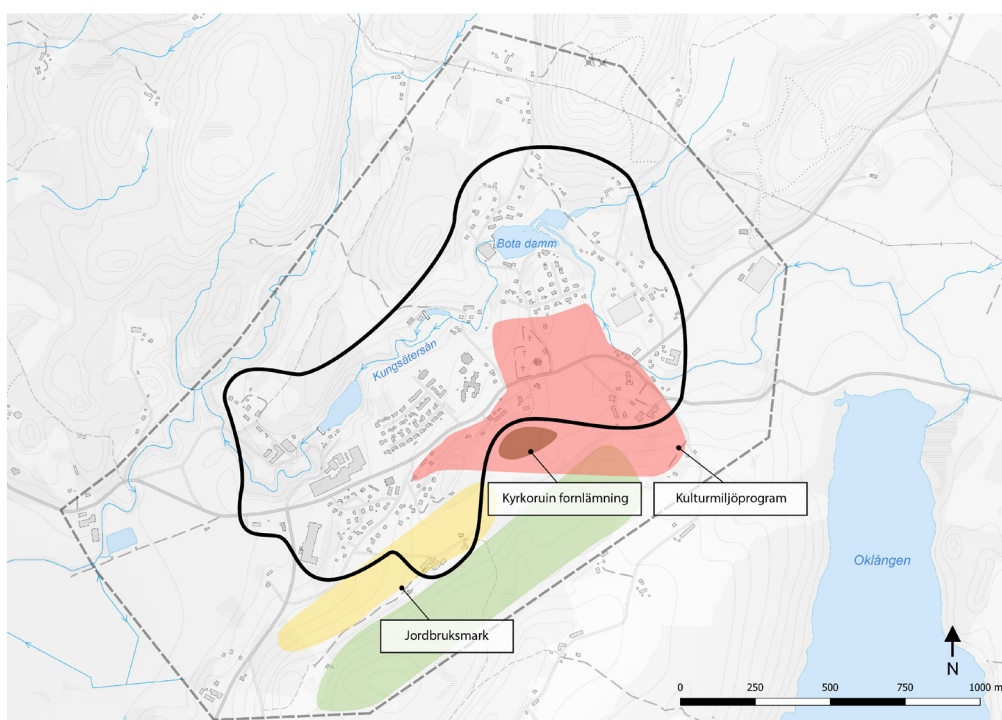 Bota damm
Kungsätersån
Kyrkoruin fornlämning
Kulturmiljöprogram
Oklången
Jordbruksmark
N
0 250 500 750 1000 m